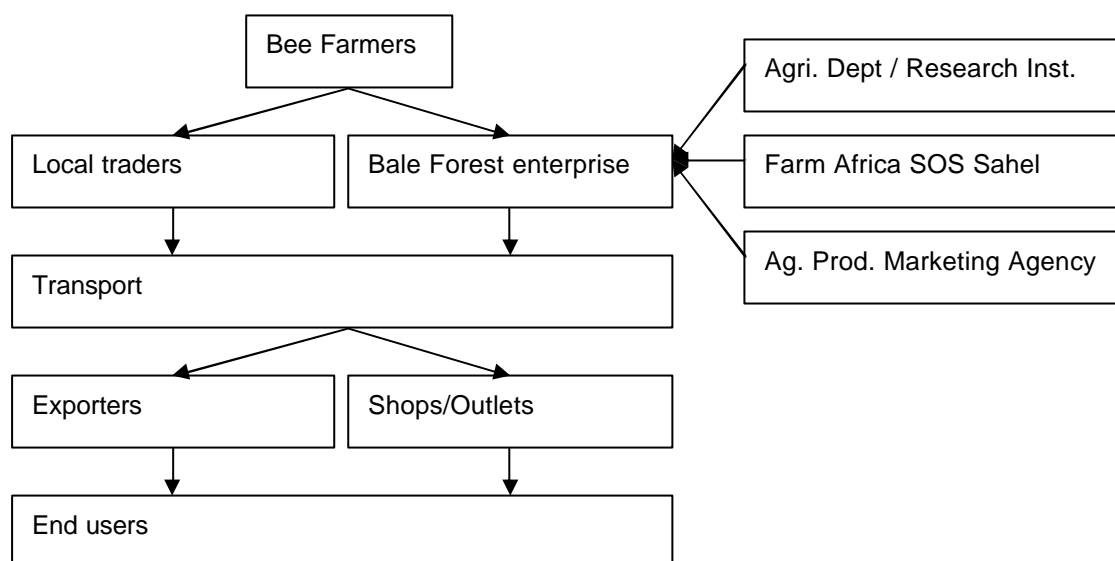 Bee Farmers
Agri. Dept / Research Inst.
Local traders
Bale Forest enterprise
Farm Africa SOS Sahel
Ag. Prod. Marketing Agency
Transport
Exporters
Shops/Outlets
End users